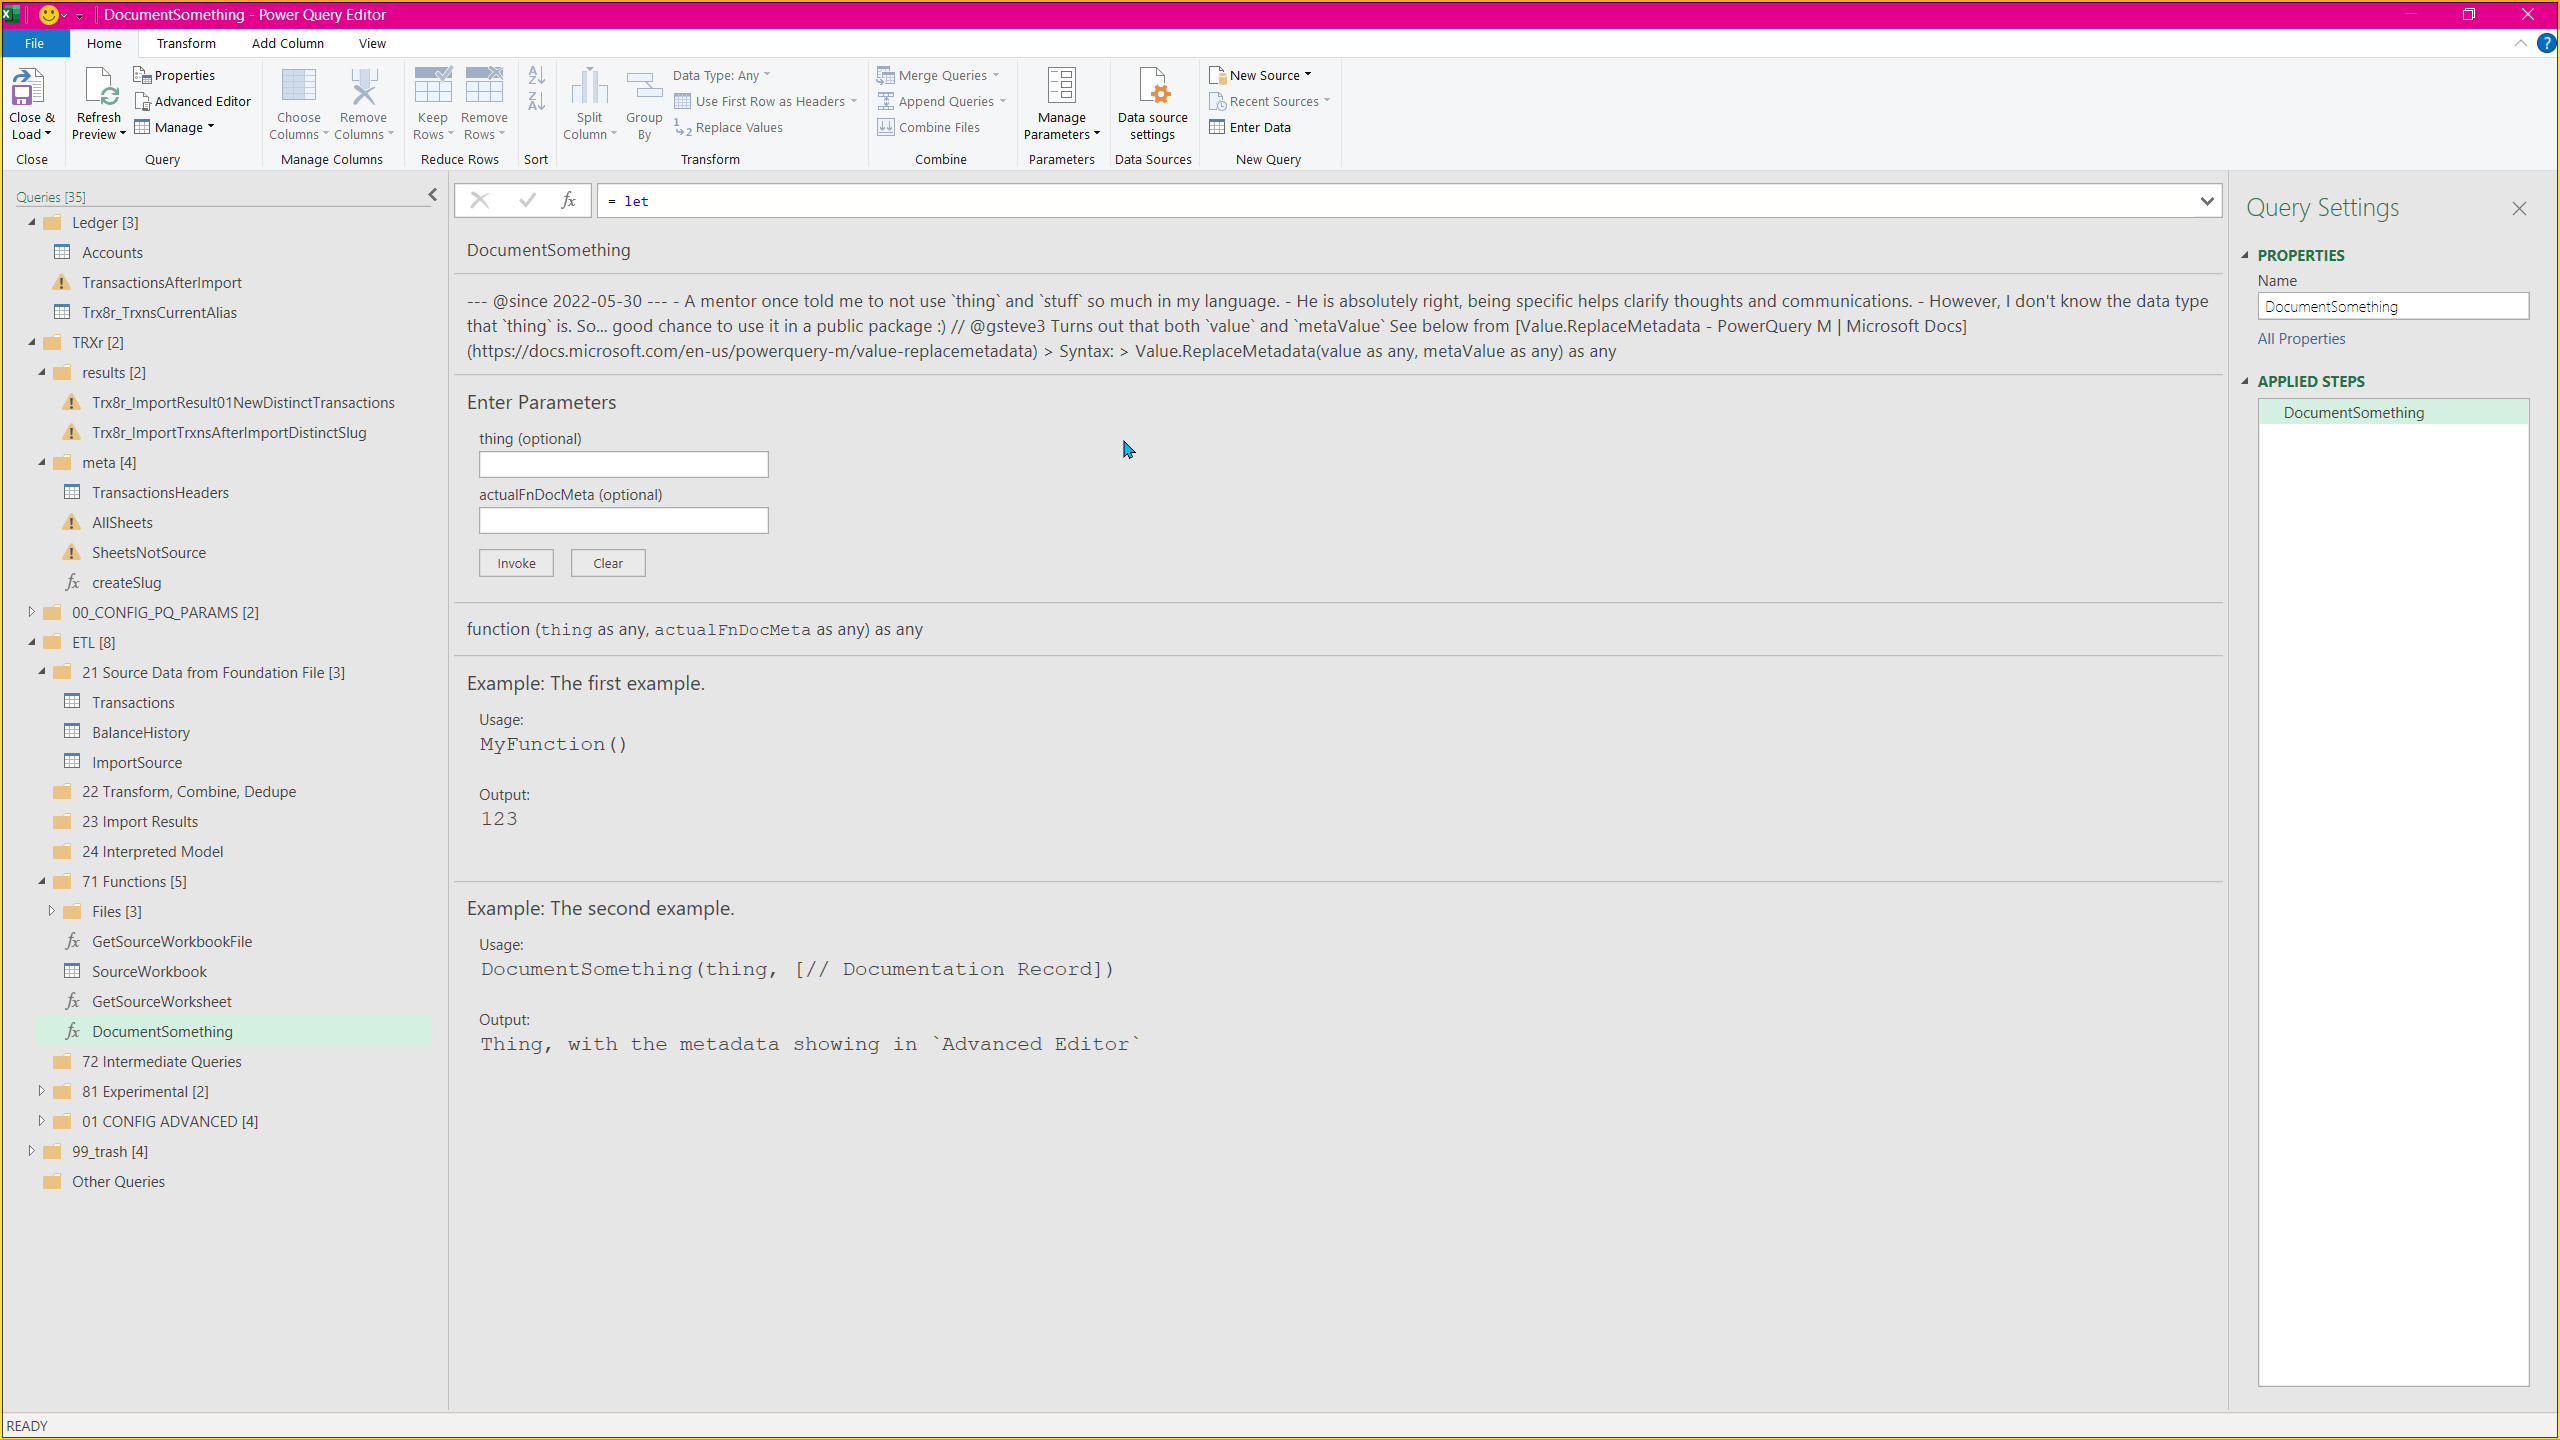 DocumentSomething - Power Query Editor
File
Home
Transform
Add Column
View
Close &
Load
Refresh
Preview
Properties
Advanced Editor
Manage
Choose
Columns
Remove
Columns
Keep
Rows
Remove
Rows
Split
Column
Group
By
Data Type: Any
Use First Row as Headers
Replace Values
Merge Queries
Append Queries
Combine Files
Manage
Parameters
Data source
settings
New Source
Recent Sources
Enter Data
Close
Query
Manage Columns
Reduce Rows
Sort
Transform
Combine
Parameters
Data Sources
New Query
Queries [35]
Ledger [3]
Accounts
TransactionsAfterImport
Trx8r_TrxnsCurrentAlias
TRXr [2]
results [2]
Trx8r_ImportResult01NewDistinctTransactions
Trx8r_ImportTrxnsAfterImportDistinctSlug
meta [4]
TransactionsHeaders
AllSheets
SheetsNotSource
fx createSlug
00_CONFIG_PQ_PARAMS [2]
ETL [8]
21 Source Data from Foundation File [3]
Transactions
BalanceHistory
ImportSource
22 Transform, Combine, Dedupe
23 Import Results
24 Interpreted Model
71 Functions [5]
Files [3]
fx GetSourceWorkbookFile
SourceWorkbook
fx GetSourceWorksheet
fx DocumentSomething
72 Intermediate Queries
81 Experimental [2]
01 CONFIG ADVANCED [4]
99_trash [4]
Other Queries
fx = let
DocumentSomething
--- @since 2022-05-30 --- - A mentor once told me to not use `thing` and `stuff` so much in my language. - He is absolutely right, being specific helps clarify thoughts and communications. - However, I don't know the data type
that `thing` is. So... good chance to use it in a public package :) // @gsteve3 Turns out that both `value` and `metaValue` See below from [Value.ReplaceMetadata - PowerQuery M | Microsoft Docs]
(https://docs.microsoft.com/en-us/powerquery-m/value-replacemetadata) > Syntax: > Value.ReplaceMetadata(value as any, metaValue as any) as any
Enter Parameters
thing (optional)
actualFnDocMeta (optional)
Invoke
Clear
function (thing as any, actualFnDocMeta as any) as any
Example: The first example.
Usage:
MyFunction()
Output:
123
Example: The second example.
Usage:
DocumentSomething(thing, [// Documentation Record])
Output:
Thing, with the metadata showing in `Advanced Editor`
Query Settings
PROPERTIES
Name
DocumentSomething
All Properties
APPLIED STEPS
DocumentSomething
READY